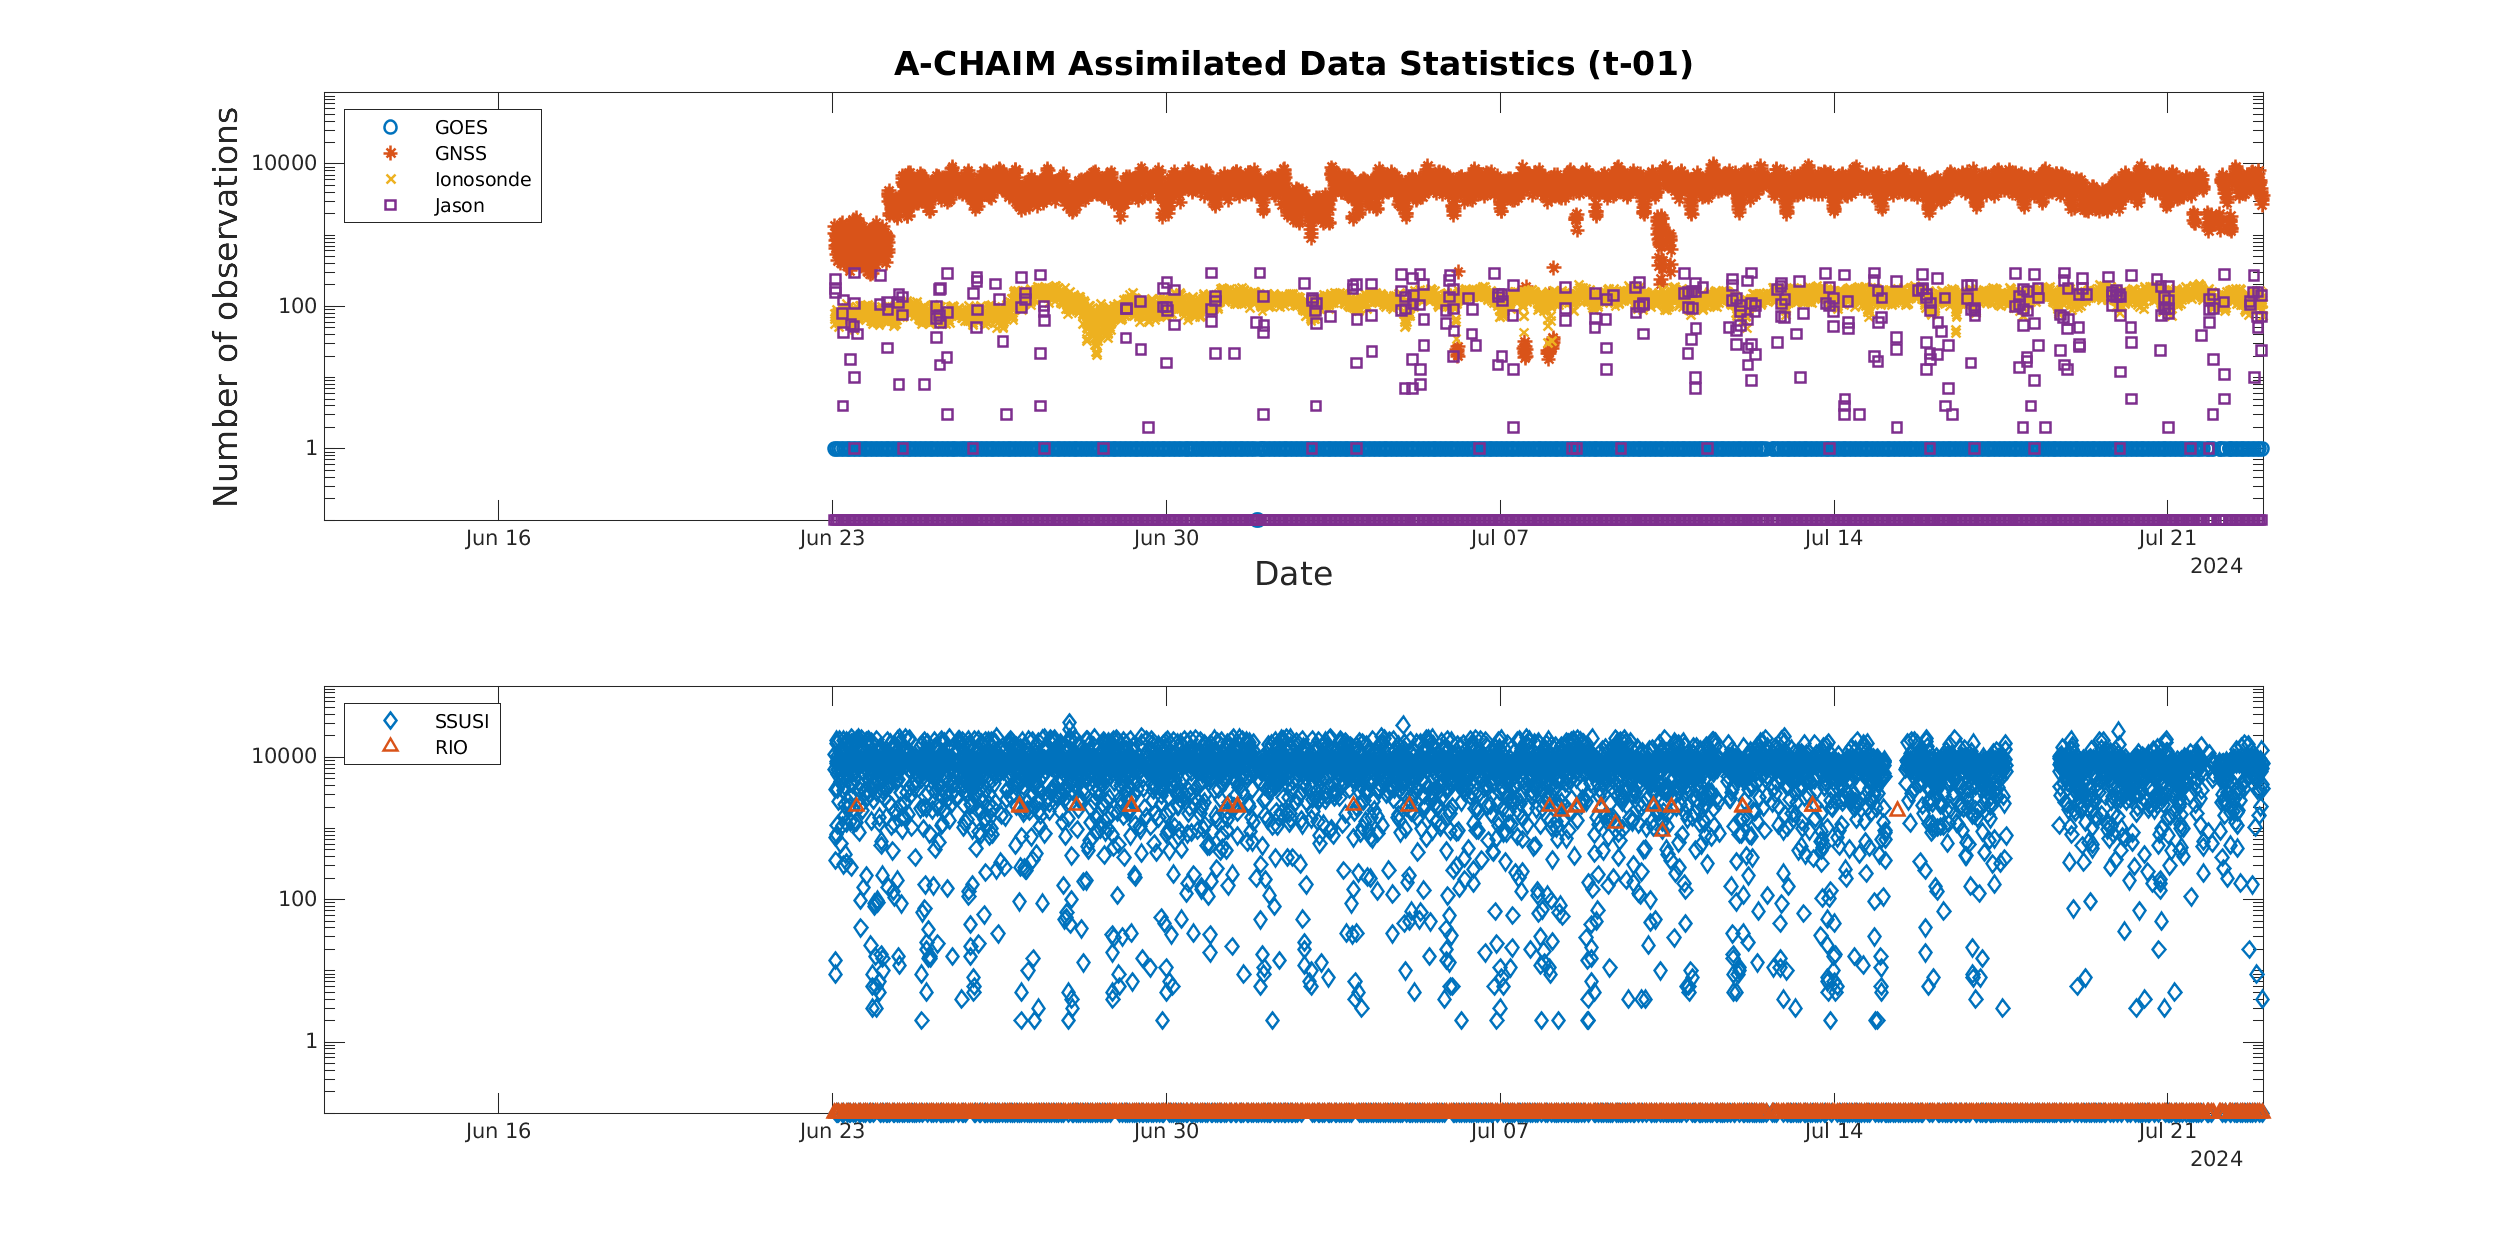 A-CHAIM Assimilated Data Statistics (t-01)
Number of observations
10000
100
1
GOES
GNSS
Ionosonde
Jason
Jun 16
Jun 23
Jun 30
Jul 07
Jul 14
Jul 21
2024
Date
10000
100
1
SSUSI
RIO
Jun 16
Jun 23
Jun 30
Jul 07
Jul 14
Jul 21
2024